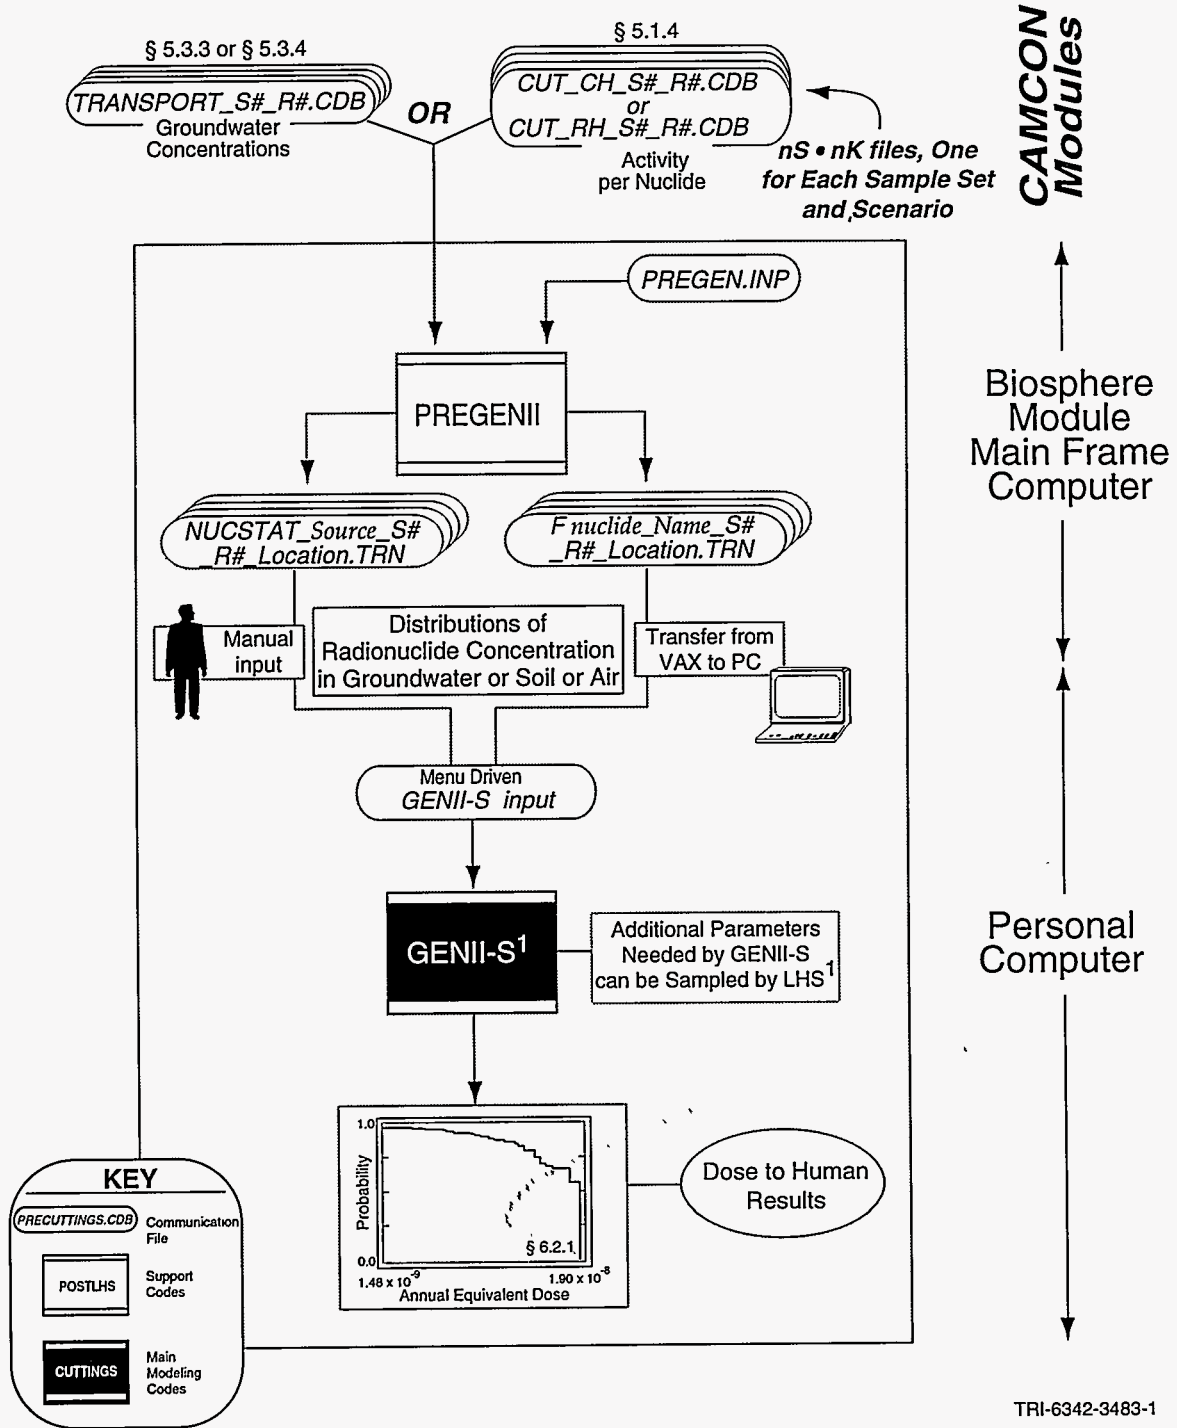 § 5.3.3 or § 5.3.4
TRANSPORT_S#_R#.CDB
Groundwater
Concentrations
OR
§ 5.1.4
CUT_CH_S#_R#.CDB
or
CUT_RH_S#_R#.CDB
Activity
per Nuclide
nS • nK files, One
for Each Sample Set
and Scenario
CAMCON
Modules
PREGEN.INP
PREGENII
NUCSTAT_Source_S#
_R#_Location.TRN
F nuclide_Name_S#
_R#_Location.TRN
Manual
input
Distributions of
Radionuclide Concentration
in Groundwater or Soil or Air
Transfer from
VAX to PC
Biosphere
Module
Main Frame
Computer
Menu Driven
GENII-S input
GENII-S¹
Additional Parameters
Needed by GENII-S
can be Sampled by LHS¹
Personal
Computer
1.0
Probability
0.0
§ 6.2.1
1.48 x 10⁻⁹
1.90 x 10⁻⁸
Annual Equivalent Dose
Dose to Human
Results
KEY
PRECUTTINGS.CDB
Communication
File
POSTLHS
Support
Codes
CUTTINGS
Main
Modeling
Codes
TRI-6342-3483-1